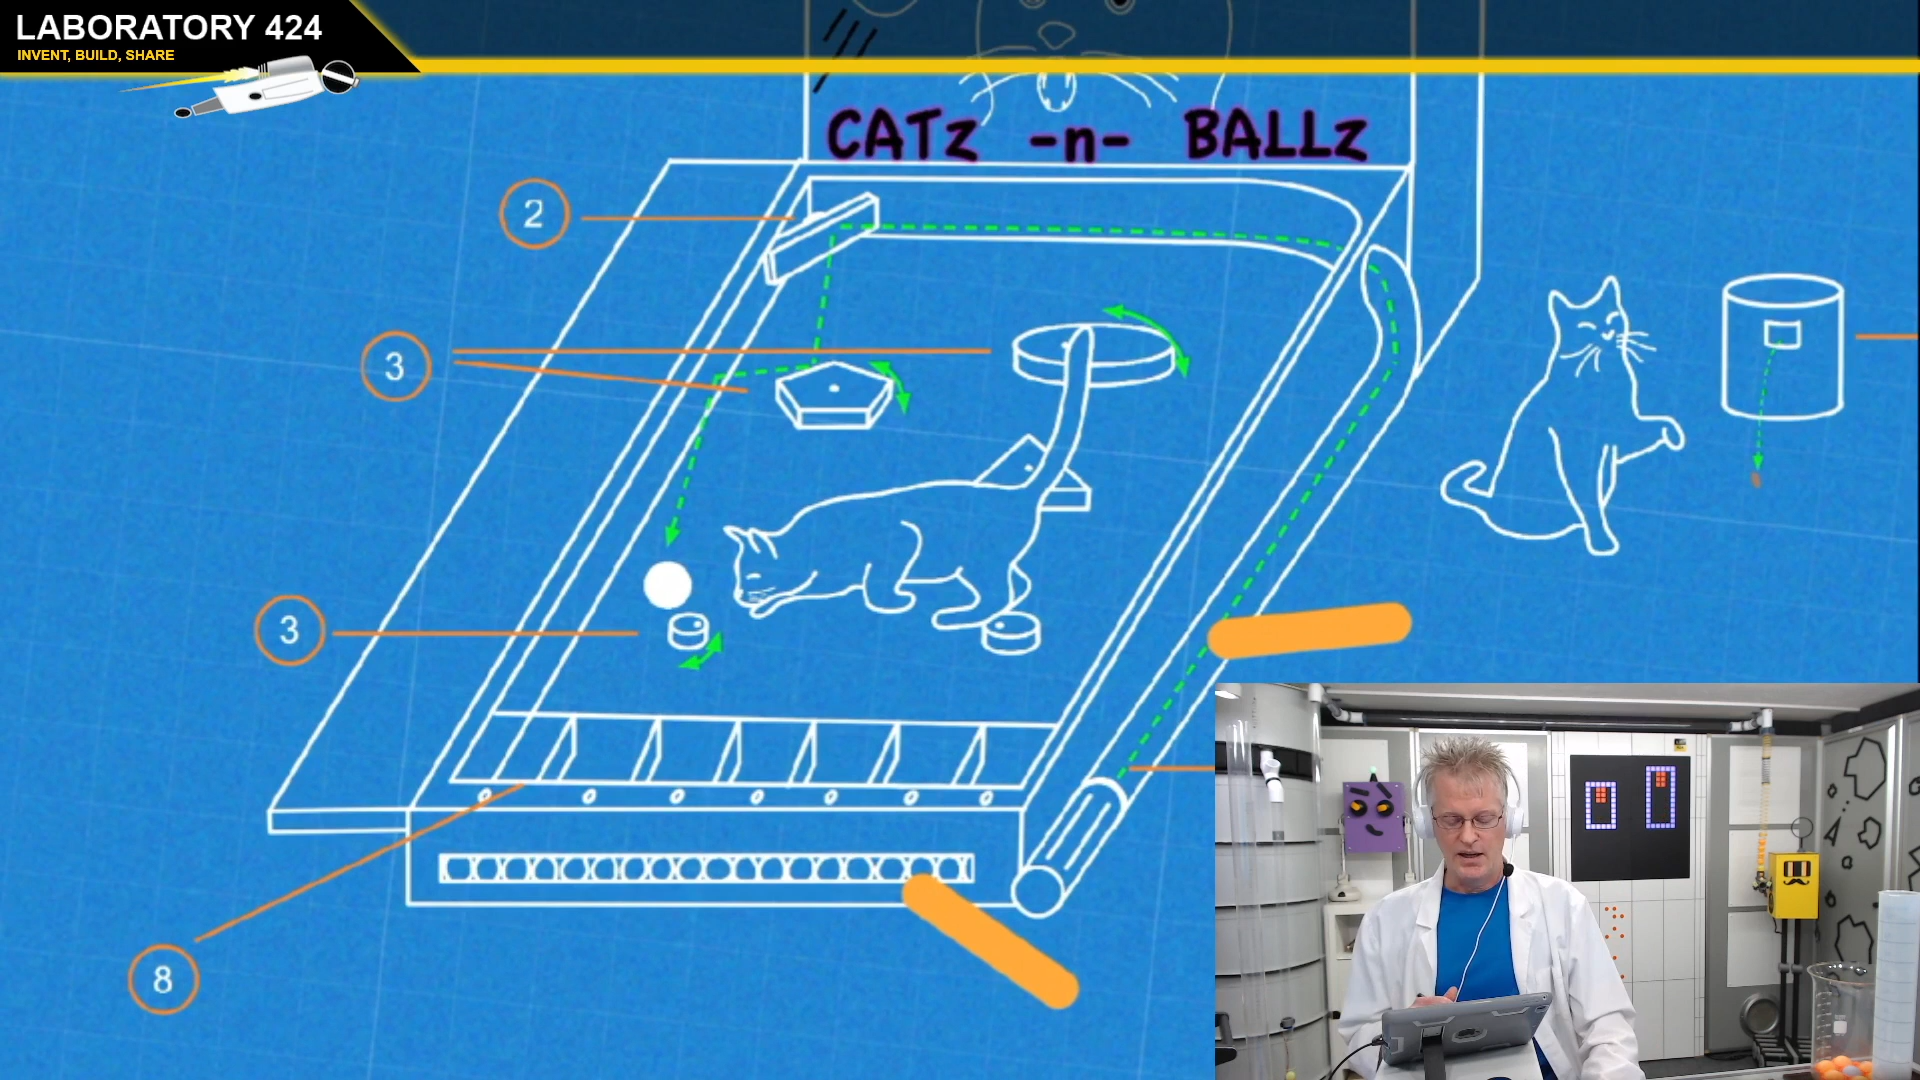 LABORATORY 424
INVENT, BUILD, SHARE
CATz -n- BALLz
2
3
3
8